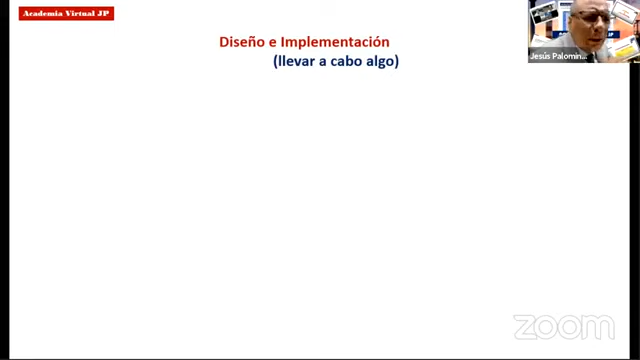 Academia Virtual JP
Diseño e Implementación
(llevar a cabo algo)
Jesús Palomin...
zoom